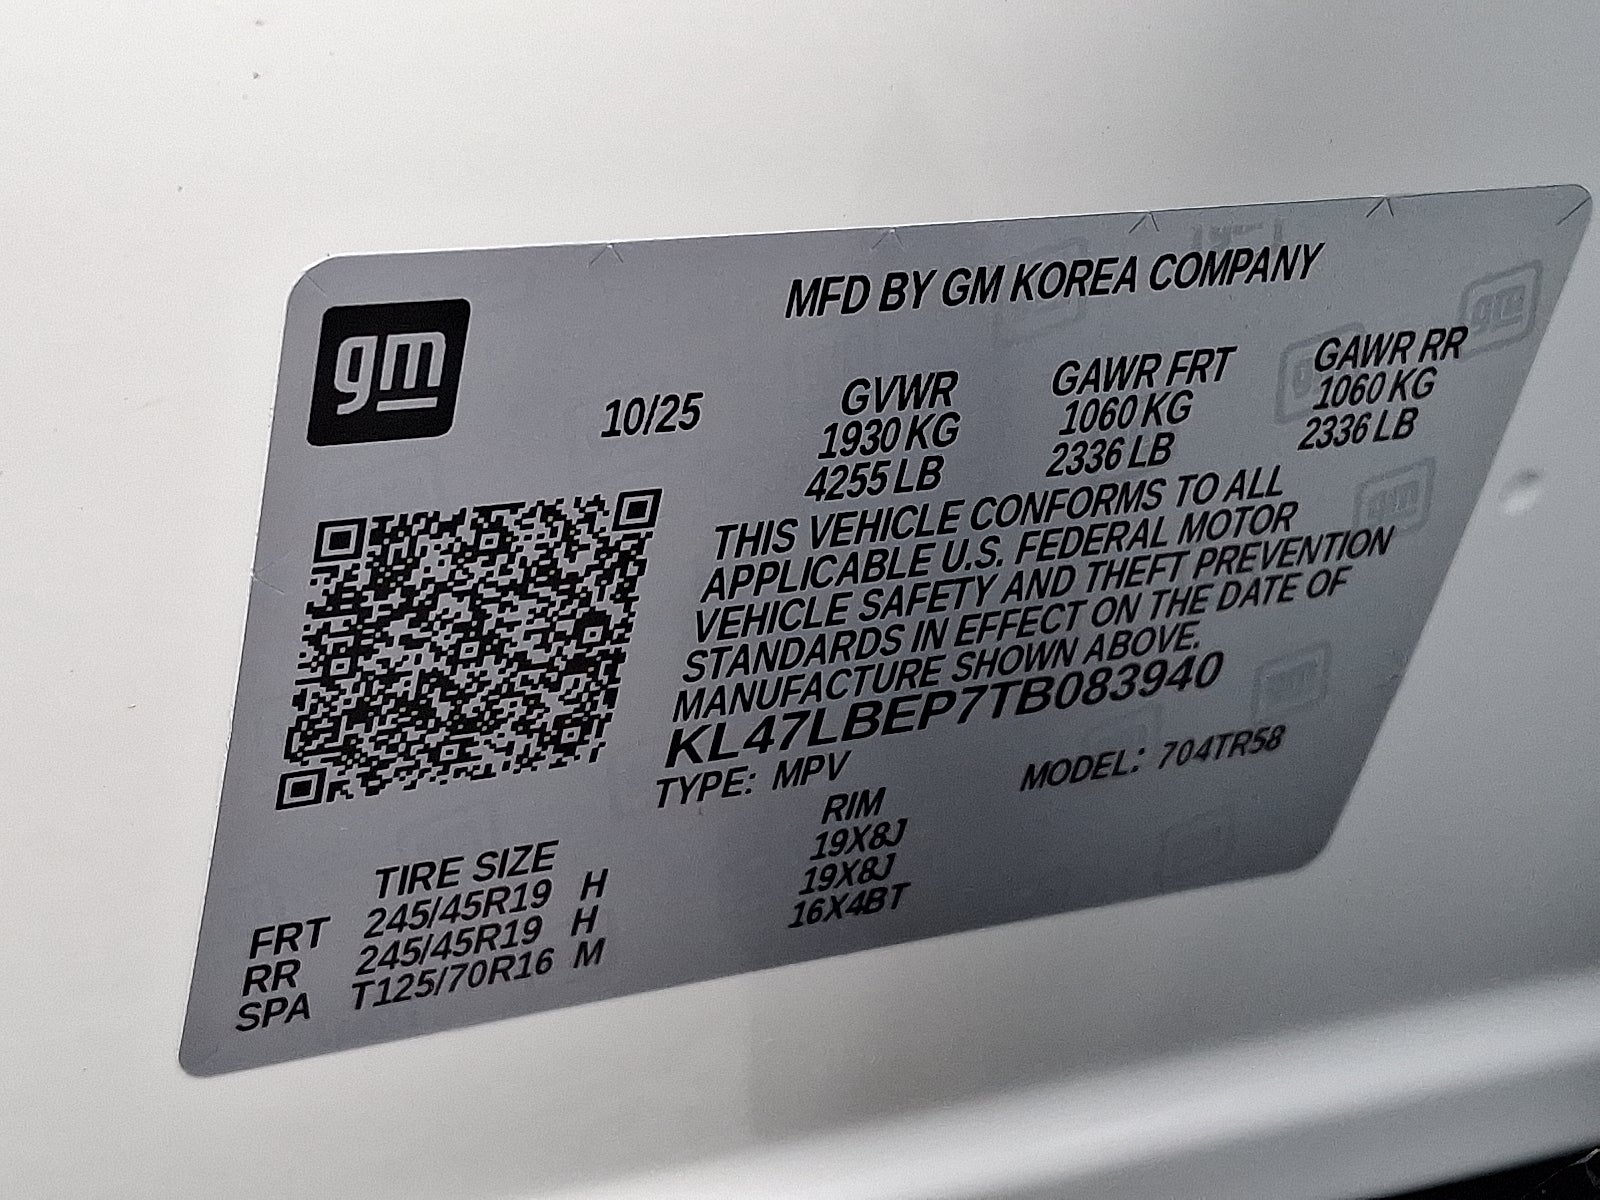 gm
MFD BY GM KOREA COMPANY
10/25
GVWR GAWR FRT GAWR RR
1930 KG 1060 KG 1060 KG
4255 LB 2336 LB 2336 LB
THIS VEHICLE CONFORMS TO ALL
APPLICABLE U.S. FEDERAL MOTOR
VEHICLE SAFETY AND THEFT PREVENTION
STANDARDS IN EFFECT ON THE DATE OF
MANUFACTURE SHOWN ABOVE.
KL47LBEP7TB083940
TYPE: MPV MODEL: 704TR58
TIRE SIZE RIM
FRT 245/45R19 H 19X8J
RR 245/45R19 H 19X8J
SPA T125/70R16 M 16X4BT